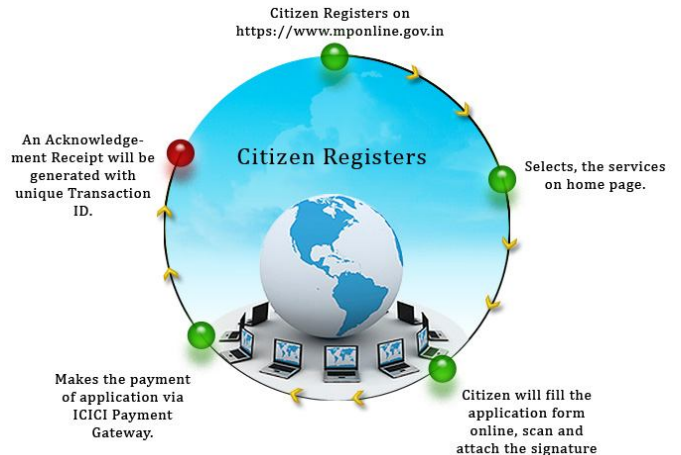 Citizen Registers on
https://www.mponline.gov.in
Citizen Registers
Selects, the services
on home page.
Citizen will fill the
application form
online, scan and
attach the signature
Makes the payment
of application via
ICICI Payment
Gateway.
An Acknowledge-
ment Receipt will be
generated with
unique Transaction
ID.